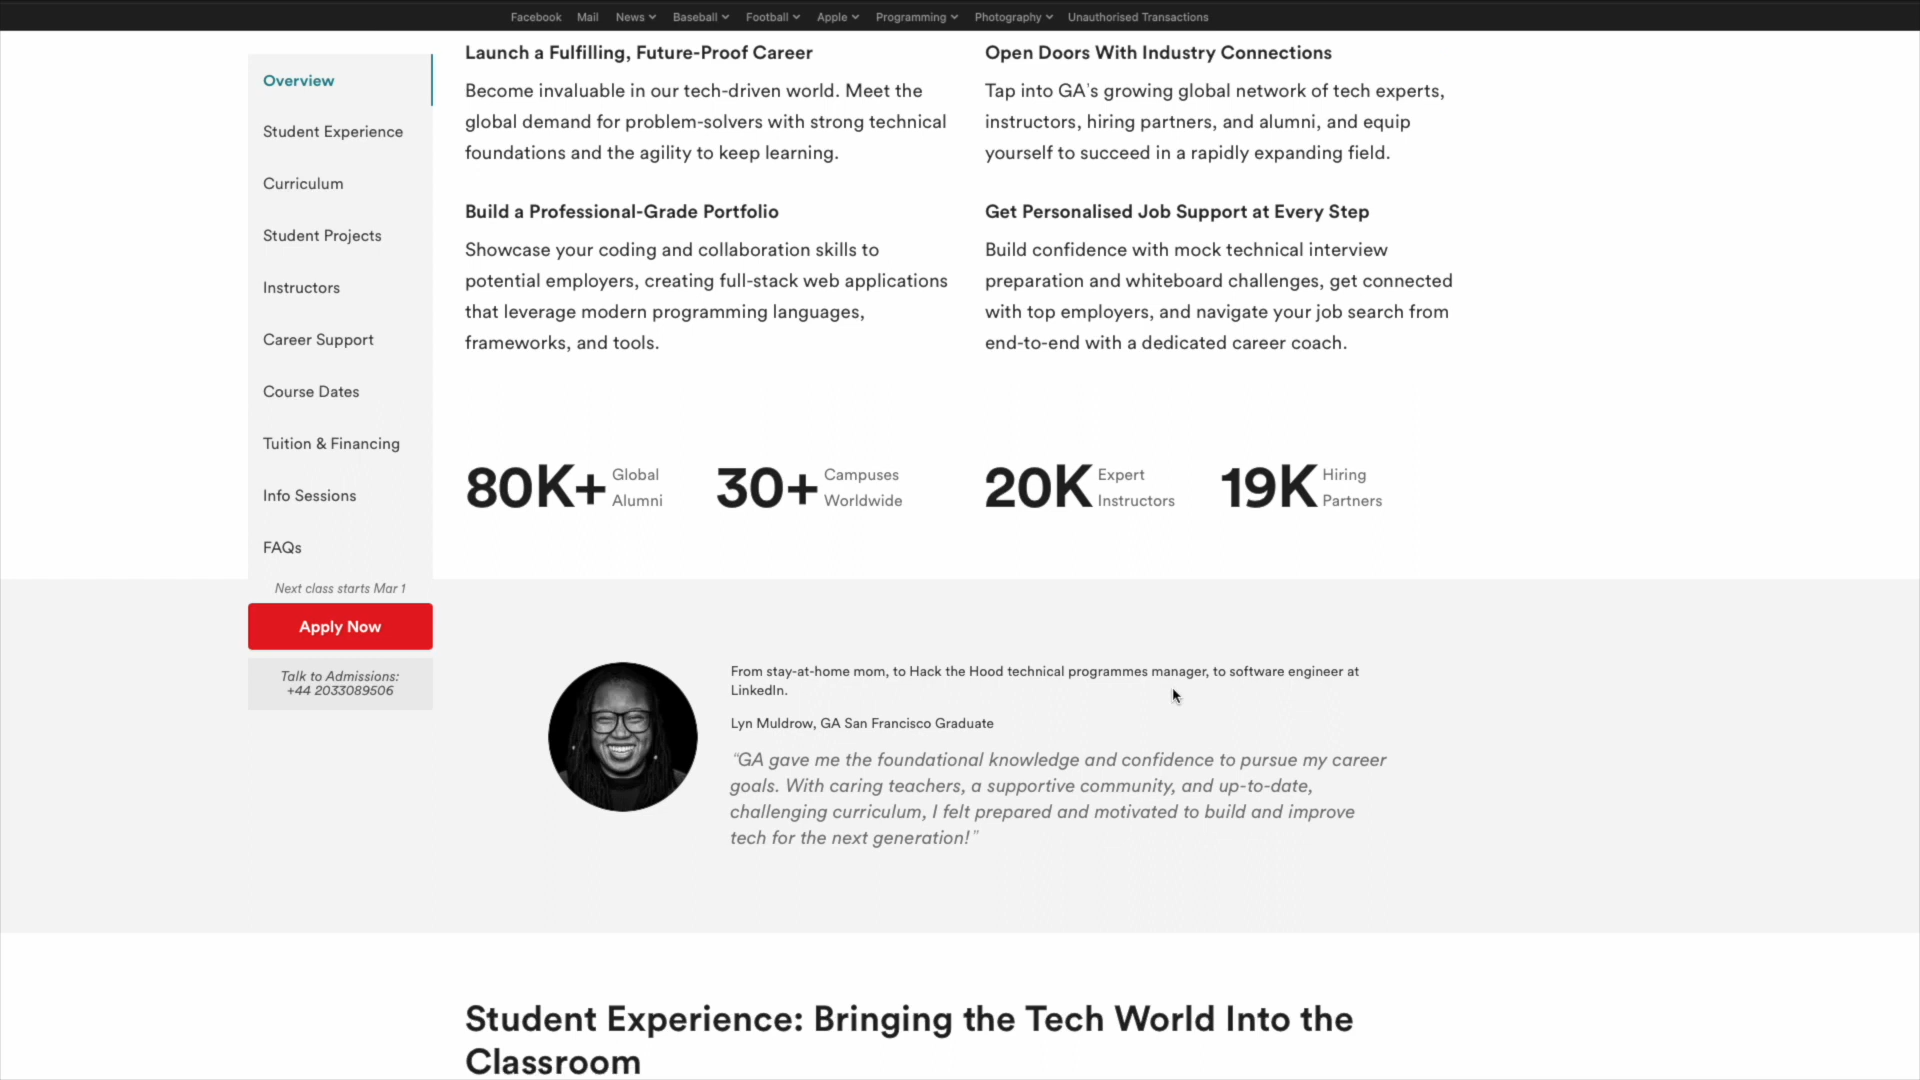 Facebook Mail News Baseball Football Apple Programming Photography Unauthorised Transactions
Overview
Student Experience
Curriculum
Student Projects
Instructors
Career Support
Course Dates
Tuition & Financing
Info Sessions
FAQs
Next class starts Mar 1
Apply Now
Talk to Admissions:
+44 2033089506
Launch a Fulfilling, Future-Proof Career
Become invaluable in our tech-driven world. Meet the
global demand for problem-solvers with strong technical
foundations and the agility to keep learning.
Open Doors With Industry Connections
Tap into GA's growing global network of tech experts,
instructors, hiring partners, and alumni, and equip
yourself to succeed in a rapidly expanding field.
Build a Professional-Grade Portfolio
Showcase your coding and collaboration skills to
potential employers, creating full-stack web applications
that leverage modern programming languages,
frameworks, and tools.
Get Personalised Job Support at Every Step
Build confidence with mock technical interview
preparation and whiteboard challenges, get connected
with top employers, and navigate your job search from
end-to-end with a dedicated career coach.
80K+ Global
Alumni
30+ Campuses
Worldwide
20K Expert
Instructors
19K Hiring
Partners
From stay-at-home mom, to Hack the Hood technical programmes manager, to software engineer at
LinkedIn.
Lyn Muldrow, GA San Francisco Graduate
"GA gave me the foundational knowledge and confidence to pursue my career
goals. With caring teachers, a supportive community, and up-to-date,
challenging curriculum, I felt prepared and motivated to build and improve
tech for the next generation!"
Student Experience: Bringing the Tech World Into the
Classroom